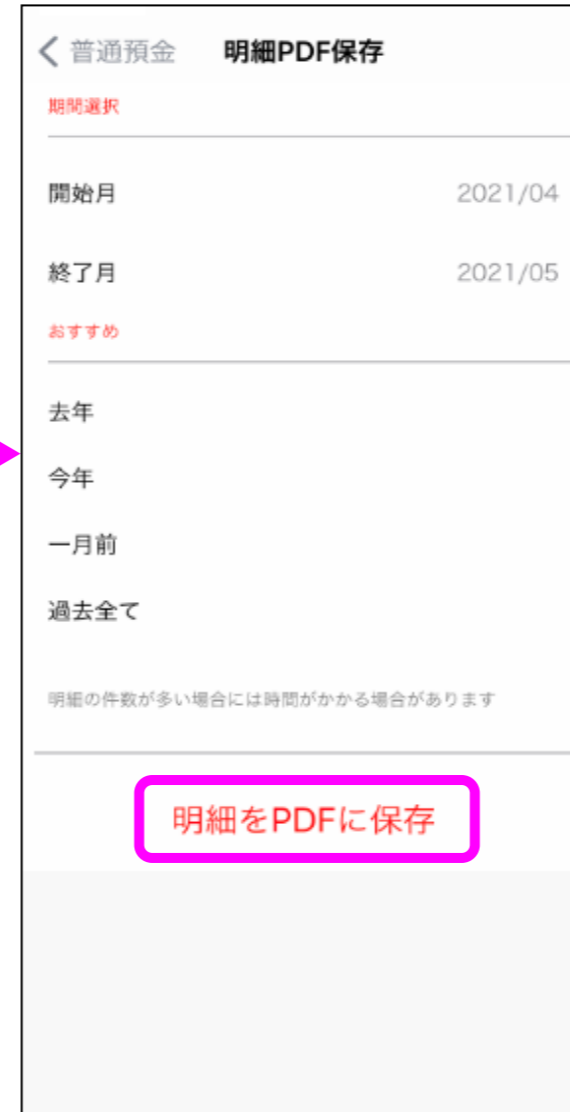 普通預金 明細PDF保存
期間選択
開始月 2021/04
終了月 2021/05
おすすめ
去年
今年
一月前
過去全て
明細の件数が多い場合には時間がかかる場合があります
明細をPDFに保存